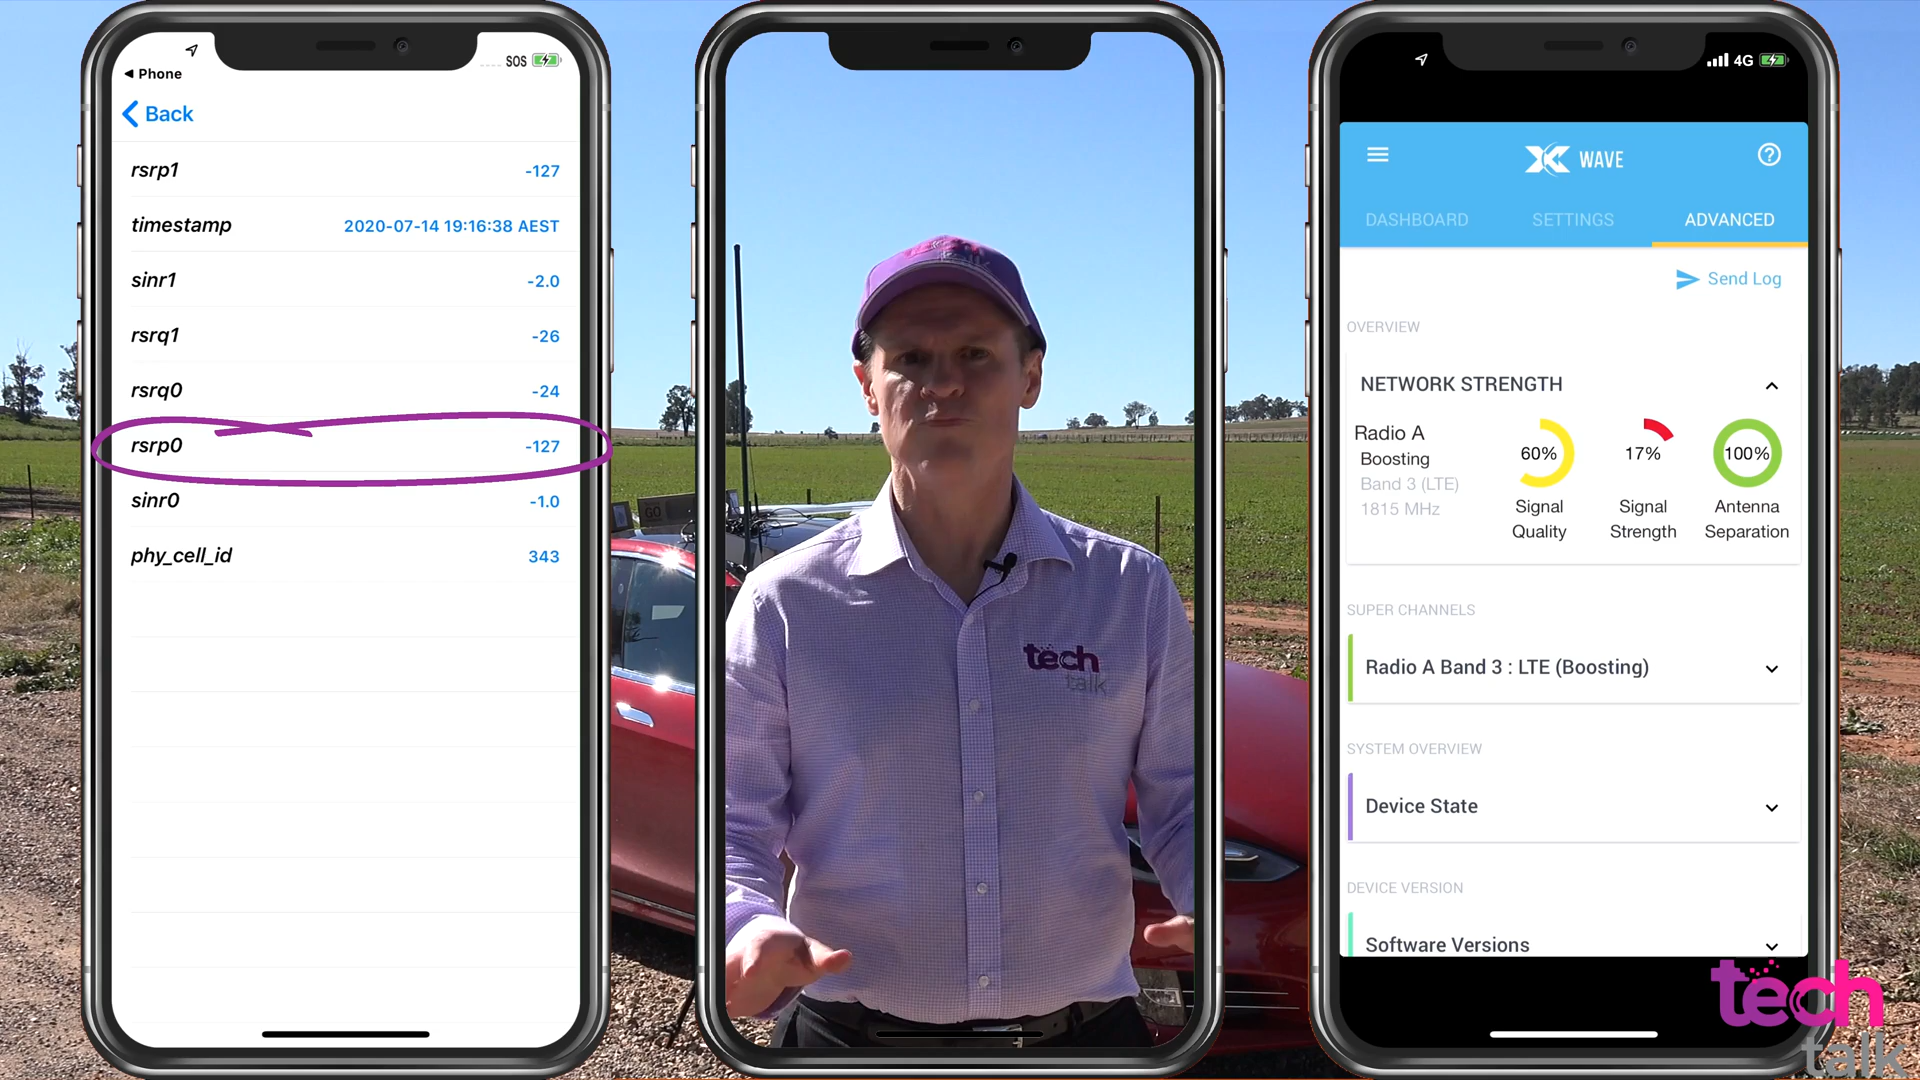 SOS
Phone
Back
rsrp1 -127
timestamp 2020-07-14 19:16:38 AEST
sinr1 -2.0
rsrq1 -26
rsrq0 -24
rsrp0 -127
sinr0 -1.0
phy_cell_id 343
GO
tech
talk
4G
WAVE
DASHBOARD SETTINGS ADVANCED
Send Log
OVERVIEW
NETWORK STRENGTH
Radio A
Boosting
Band 3 (LTE)
1815 MHz
60% 17% 100%
Signal Signal Antenna
Quality Strength Separation
SUPER CHANNELS
Radio A Band 3 : LTE (Boosting)
SYSTEM OVERVIEW
Device State
DEVICE VERSION
Software Versions
tech
talk